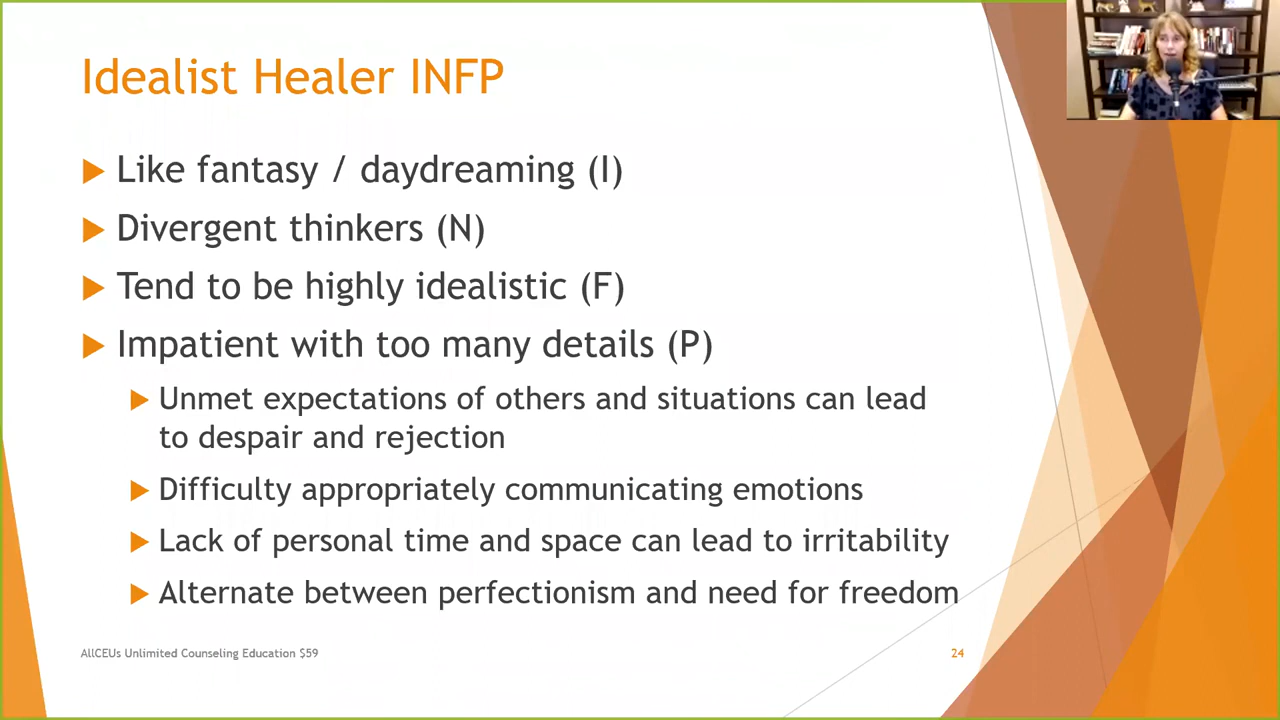 Idealist Healer INFP
Like fantasy / daydreaming (I)
Divergent thinkers (N)
Tend to be highly idealistic (F)
Impatient with too many details (P)
Unmet expectations of others and situations can lead
to despair and rejection
Difficulty appropriately communicating emotions
Lack of personal time and space can lead to irritability
Alternate between perfectionism and need for freedom
AllCEUs Unlimited Counseling Education $59
24